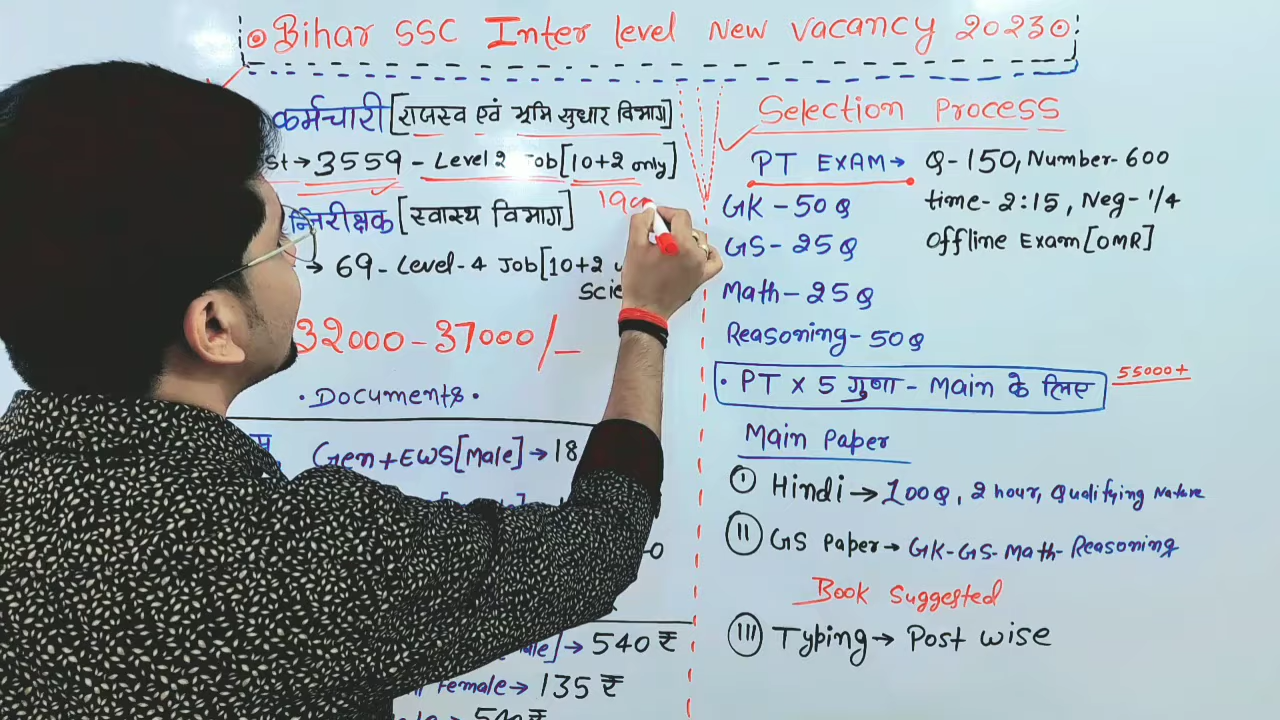 Bihar SSC Inter level New Vacancy 2023
कर्मचारी [राजस्व एवं भूमि सुधार विभाग]
3559 - Level 2 Job [10+2 only]
[स्वास्थ्य विभाग]
→ 69 - Level-4 Job [10+2
32000 - 37000/-
• Documents •
Gen + EWS [Male] → 18
→ 540 ₹
Female → 135 ₹
Selection Process
PT EXAM → Q-150, Number-600
GK - 50 Q time - 2:15, Neg - 1/4
GS - 25 Q Offline Exam [OMR]
Math - 25 Q
Reasoning - 50 Q
• PT x 5 गुणा - Main के लिए 55000+
Main Paper
I Hindi → 100 Q, 2 hour, Qualifying Nature
II GS Paper → GK-GS-Math-Reasoning
Book Suggested
III Typing → Post wise